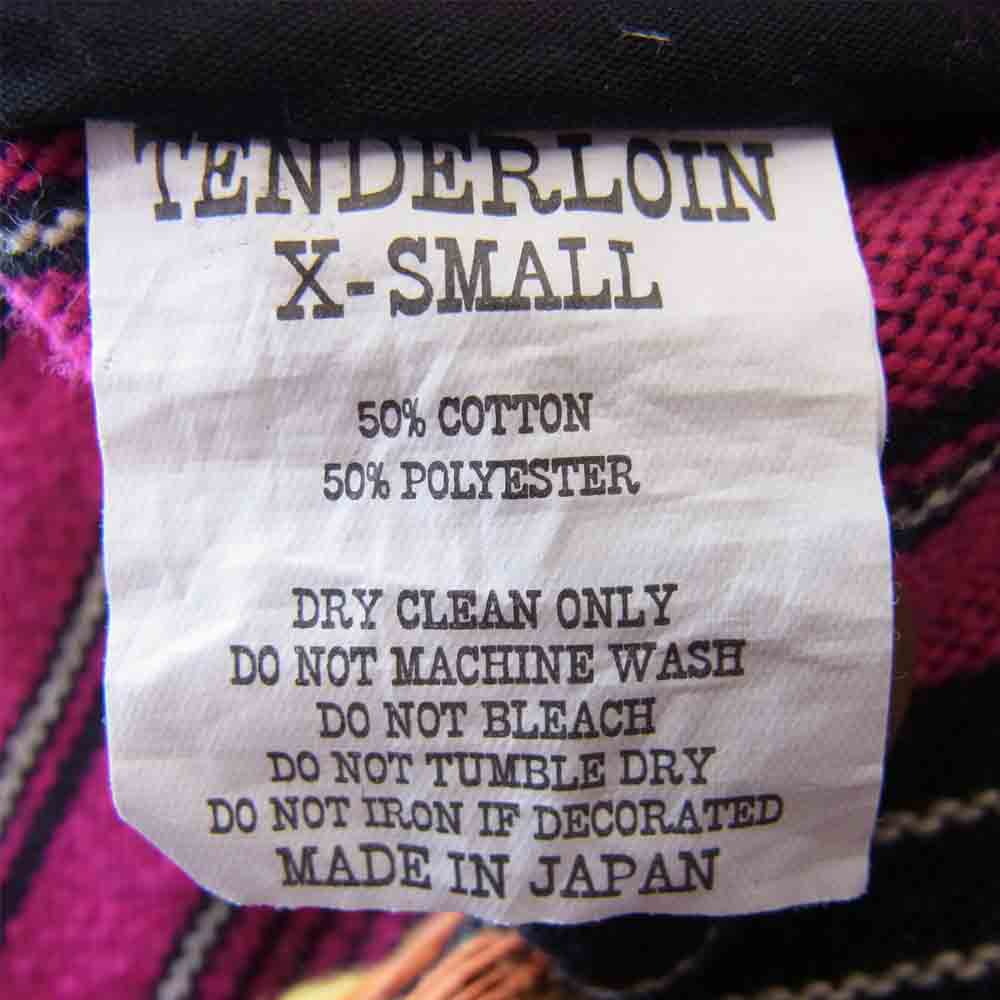 TENDERLOIN
X-SMALL
50% COTTON
50% POLYESTER
DRY CLEAN ONLY
DO NOT MACHINE WASH
DO NOT BLEACH
DO NOT TUMBLE DRY
DO NOT IRON IF DECORATED
MADE IN JAPAN